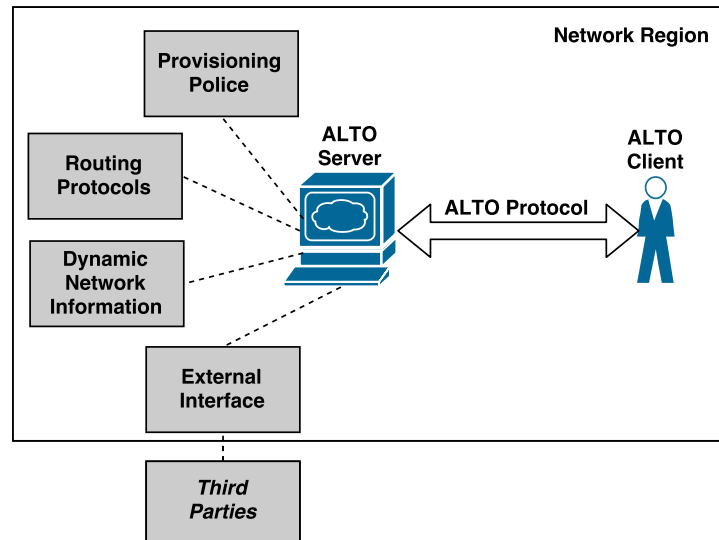 Network Region
Provisioning
Police
ALTO
Server
ALTO
Client
Routing
Protocols
ALTO Protocol
Dynamic
Network
Information
External
Interface
Third
Parties